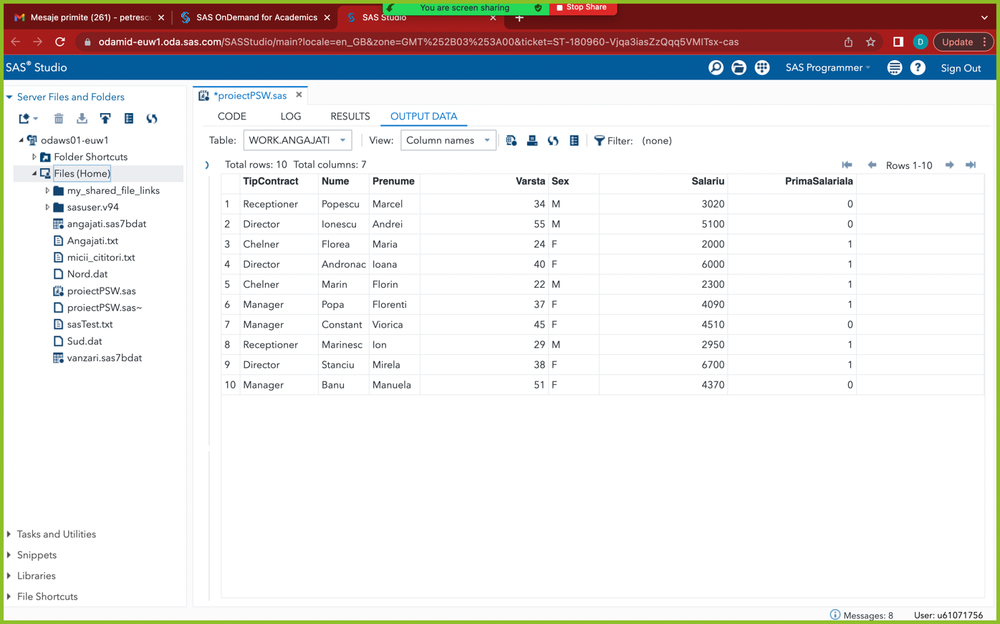 You are screen sharing Stop Share
Mesaje primite (261) - petresc
SAS OnDemand for Academics
SAS Studio
odamid-euw1.oda.sas.com/SASStudio/main?locale=en_GB&zone=GMT%252B03%253A00&ticket=ST-180960-Vjqa3iasZzQqq5VMITsx-cas
D Update
SAS® Studio
SAS Programmer
Sign Out
Server Files and Folders
odaws01-euw1
Folder Shortcuts
Files (Home)
my_shared_file_links
sasuser.v94
angajati.sas7bdat
Angajati.txt
micii_cititori.txt
Nord.dat
proiectPSW.sas
proiectPSW.sas~
sasTest.txt
Sud.dat
vanzari.sas7bdat
Tasks and Utilities
Snippets
Libraries
File Shortcuts
*proiectPSW.sas
CODE LOG RESULTS OUTPUT DATA
Table: WORK.ANGAJATI View: Column names Filter: (none)
Total rows: 10 Total columns: 7 Rows 1-10
TipContract Nume Prenume Varsta Sex Salariu PrimaSalariala
1 Receptioner Popescu Marcel 34 M 3020 0
2 Director Ionescu Andrei 55 M 5100 0
3 Chelner Florea Maria 24 F 2000 1
4 Director Andronac Ioana 40 F 6000 1
5 Chelner Marin Florin 22 M 2300 1
6 Manager Popa Florenti 37 F 4090 1
7 Manager Constant Viorica 45 F 4510 0
8 Receptioner Marinesc Ion 29 M 2950 1
9 Director Stanciu Mirela 38 F 6700 1
10 Manager Banu Manuela 51 F 4370 0
Messages: 8 User: u61071756